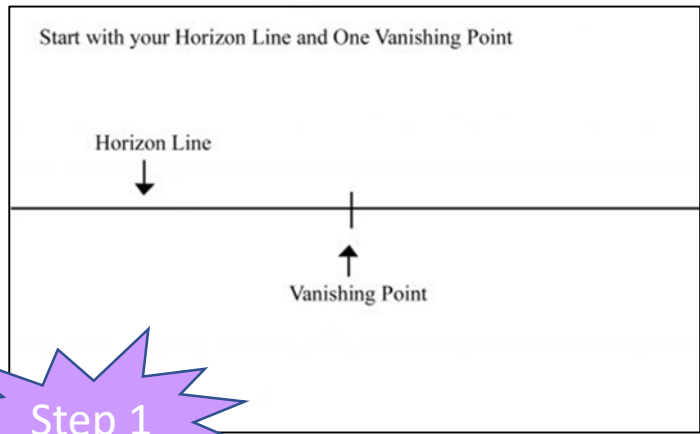 Start with your Horizon Line and One Vanishing Point
Horizon Line
Vanishing Point
Step 1